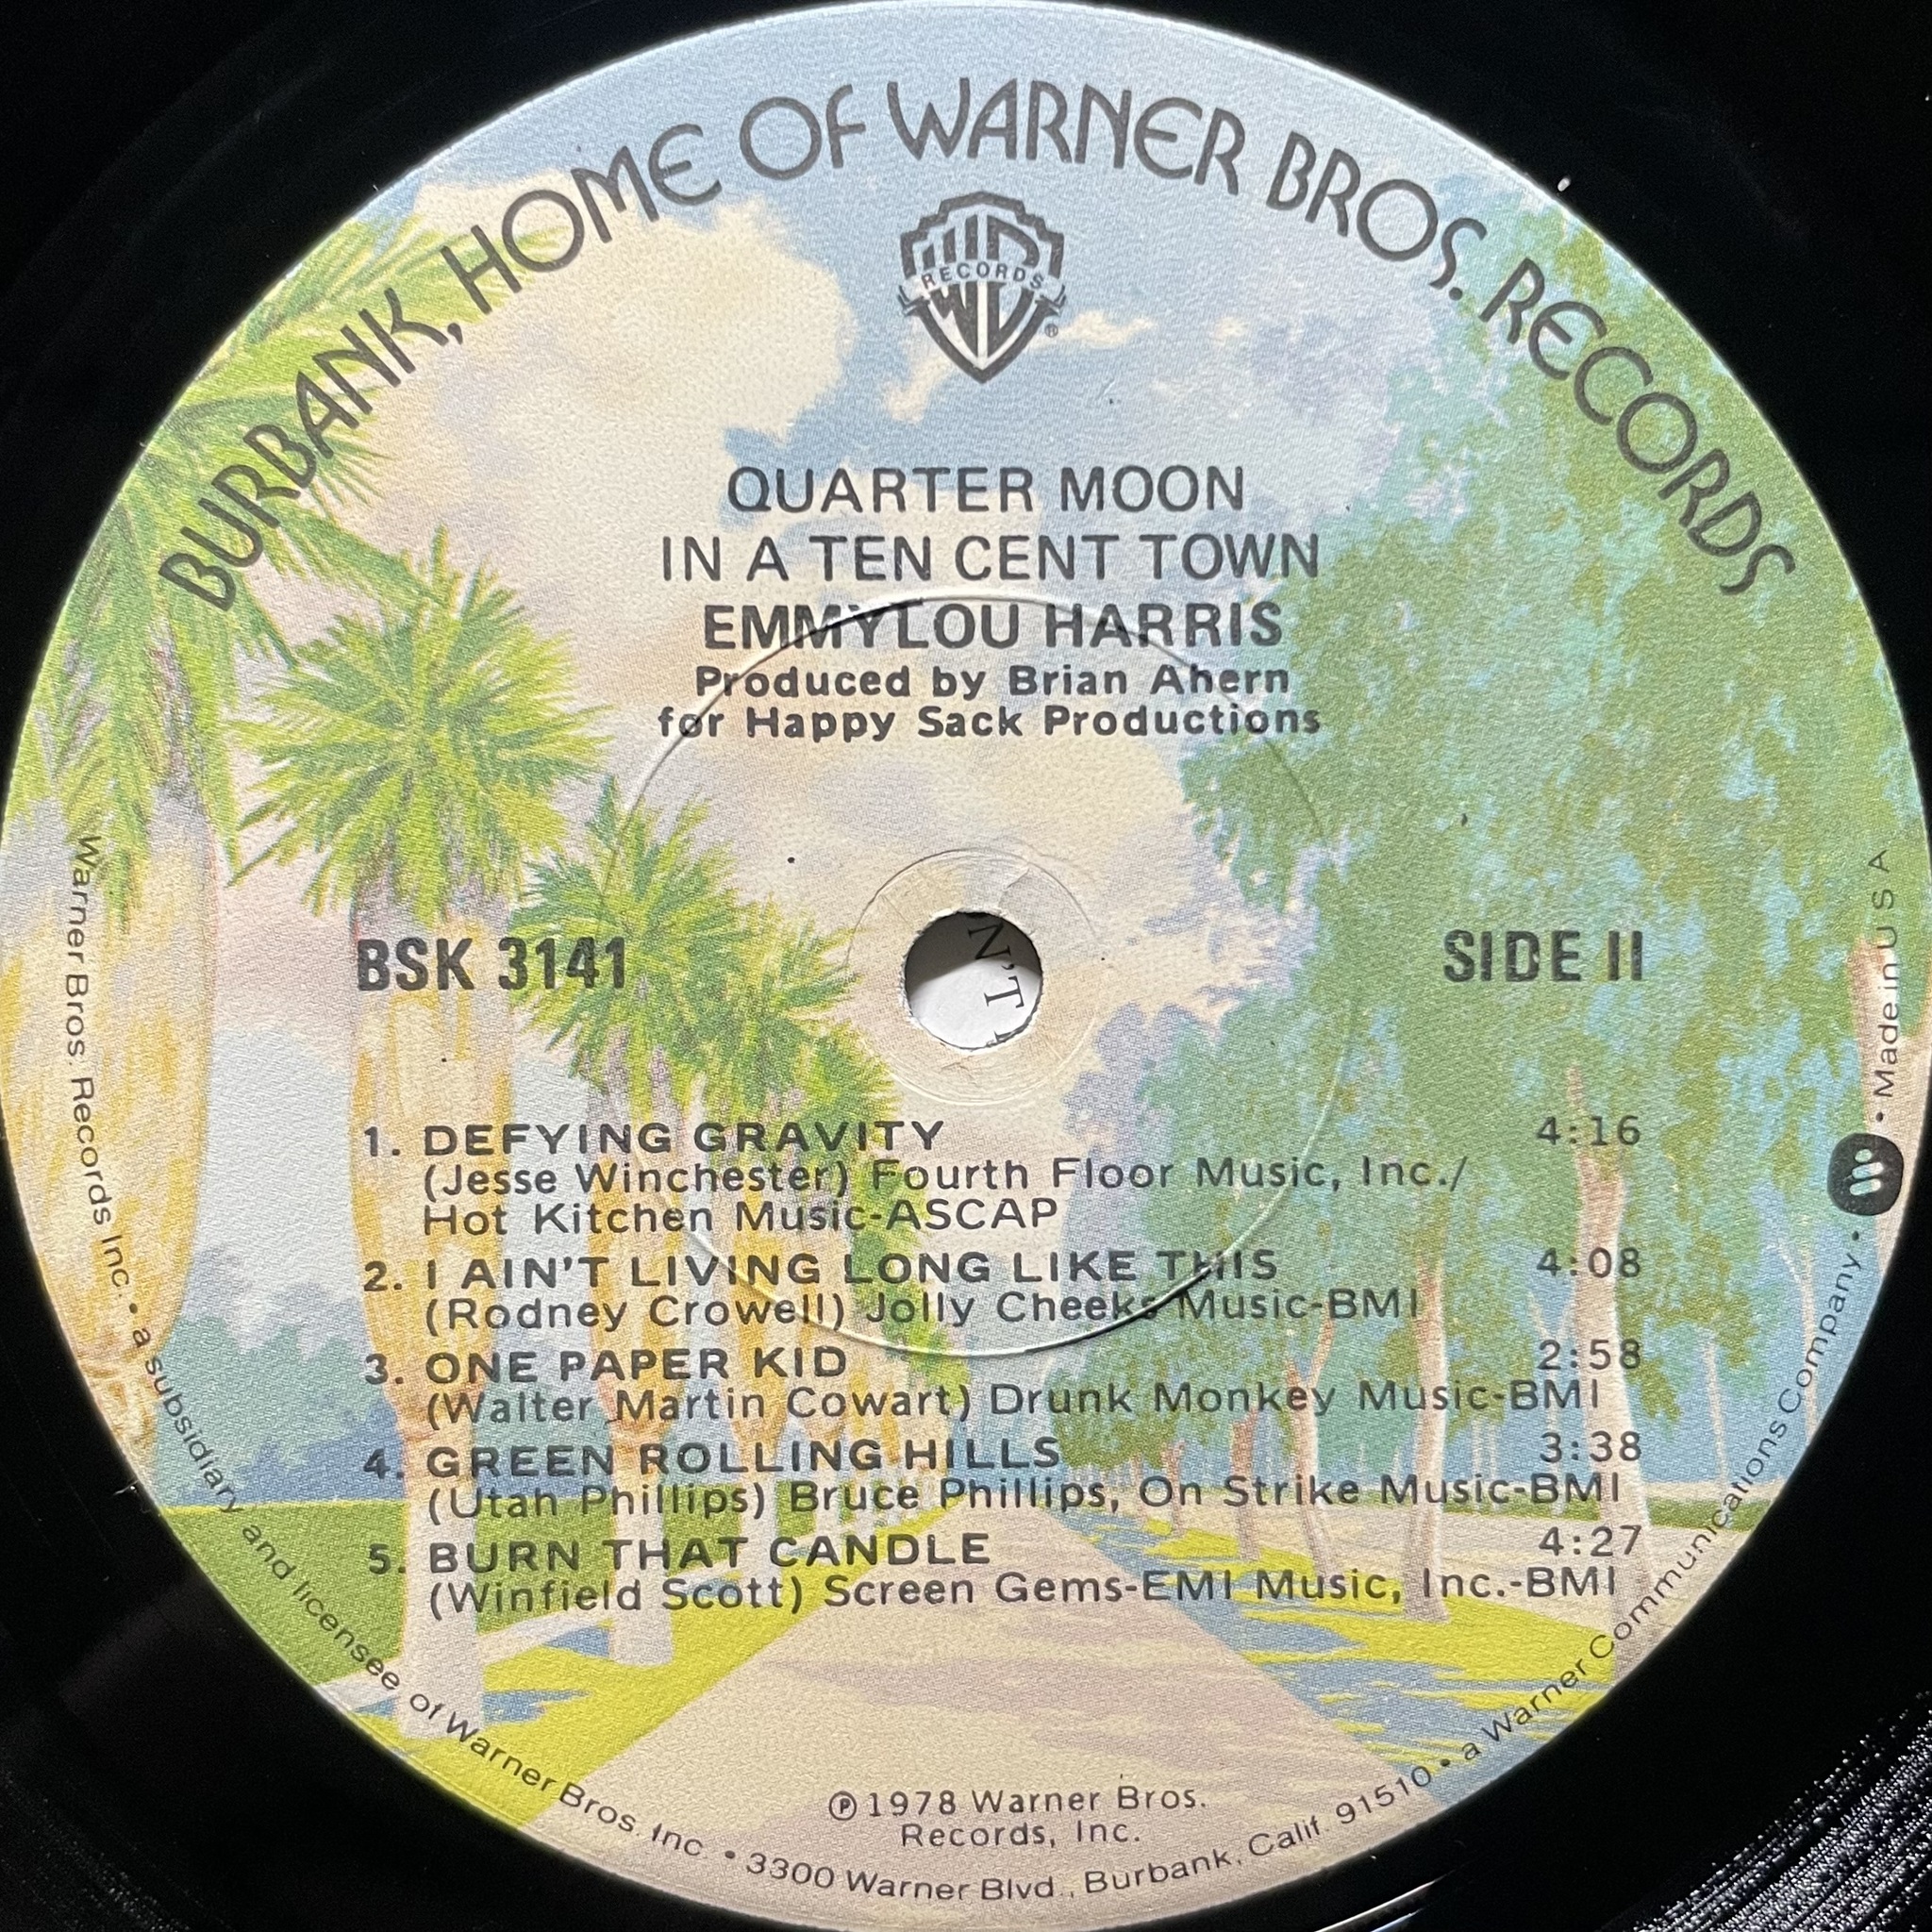 BURBANK, HOME OF WARNER BROS. RECORDS
WB
RECORDS
®
QUARTER MOON
IN A TEN CENT TOWN
EMMYLOU HARRIS
Produced by Brian Ahern
for Happy Sack Productions
BSK 3141
SIDE II
N'T
1. DEFYING GRAVITY 4:16
(Jesse Winchester) Fourth Floor Music, Inc./
Hot Kitchen Music-ASCAP
2. I AIN'T LIVING LONG LIKE THIS 4:08
(Rodney Crowell) Jolly Cheeks Music-BMI
3. ONE PAPER KID 2:58
(Walter Martin Cowart) Drunk Monkey Music-BMI
4. GREEN ROLLING HILLS 3:38
(Utah Phillips) Bruce Phillips, On Strike Music-BMI
5. BURN THAT CANDLE 4:27
(Winfield Scott) Screen Gems-EMI Music, Inc.-BMI
℗1978 Warner Bros.
Records, Inc.
Warner Bros. Records Inc. • a subsidiary and licensee of Warner Bros. Inc. • 3300 Warner Blvd., Burbank, Calif. 91510 • a Warner Communications Company • W • Made in U S A